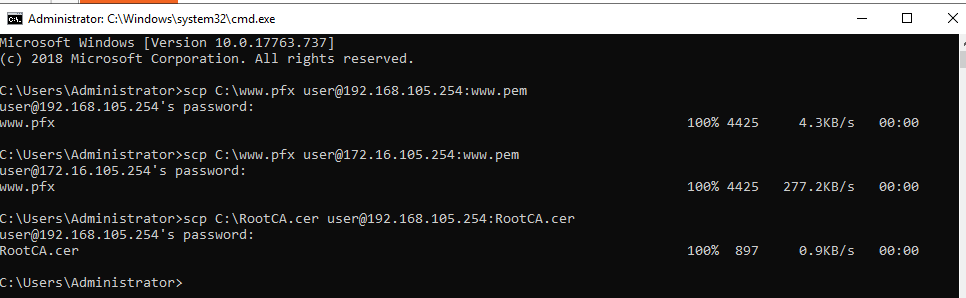 Administrator: C:\Windows\system32\cmd.exe
Microsoft Windows [Version 10.0.17763.737]
(c) 2018 Microsoft Corporation. All rights reserved.
C:\Users\Administrator>scp C:\www.pfx user@192.168.105.254:www.pem
user@192.168.105.254's password:
www.pfx 100% 4425 4.3KB/s 00:00
C:\Users\Administrator>scp C:\www.pfx user@172.16.105.254:www.pem
user@172.16.105.254's password:
www.pfx 100% 4425 277.2KB/s 00:00
C:\Users\Administrator>scp C:\RootCA.cer user@192.168.105.254:RootCA.cer
user@192.168.105.254's password:
RootCA.cer 100% 897 0.9KB/s 00:00
C:\Users\Administrator>